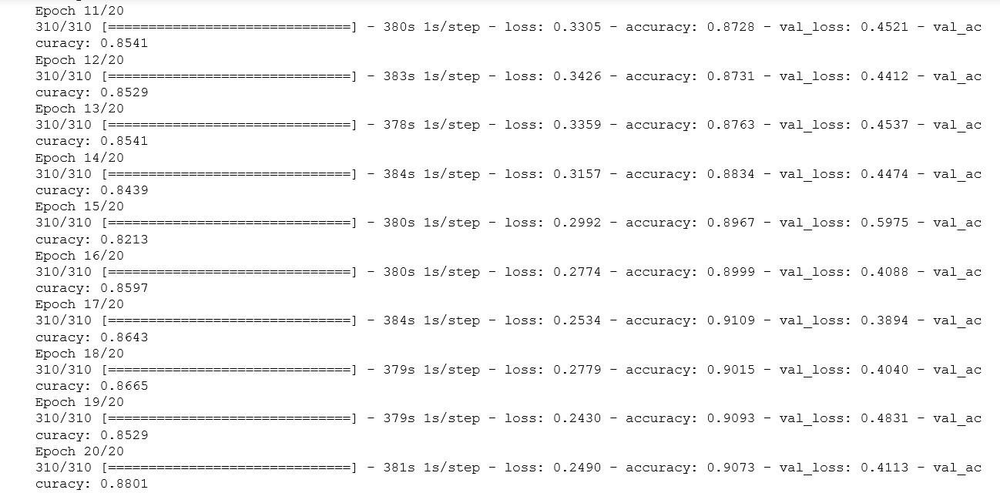 Epoch 11/20
310/310 [==============================] - 380s 1s/step - loss: 0.3305 - accuracy: 0.8728 - val_loss: 0.4521 - val_ac
curacy: 0.8541
Epoch 12/20
310/310 [==============================] - 383s 1s/step - loss: 0.3426 - accuracy: 0.8731 - val_loss: 0.4412 - val_ac
curacy: 0.8529
Epoch 13/20
310/310 [==============================] - 378s 1s/step - loss: 0.3359 - accuracy: 0.8763 - val_loss: 0.4537 - val_ac
curacy: 0.8541
Epoch 14/20
310/310 [==============================] - 384s 1s/step - loss: 0.3157 - accuracy: 0.8834 - val_loss: 0.4474 - val_ac
curacy: 0.8439
Epoch 15/20
310/310 [==============================] - 380s 1s/step - loss: 0.2992 - accuracy: 0.8967 - val_loss: 0.5975 - val_ac
curacy: 0.8213
Epoch 16/20
310/310 [==============================] - 380s 1s/step - loss: 0.2774 - accuracy: 0.8999 - val_loss: 0.4088 - val_ac
curacy: 0.8597
Epoch 17/20
310/310 [==============================] - 384s 1s/step - loss: 0.2534 - accuracy: 0.9109 - val_loss: 0.3894 - val_ac
curacy: 0.8643
Epoch 18/20
310/310 [==============================] - 379s 1s/step - loss: 0.2779 - accuracy: 0.9015 - val_loss: 0.4040 - val_ac
curacy: 0.8665
Epoch 19/20
310/310 [==============================] - 379s 1s/step - loss: 0.2430 - accuracy: 0.9093 - val_loss: 0.4831 - val_ac
curacy: 0.8529
Epoch 20/20
310/310 [==============================] - 381s 1s/step - loss: 0.2490 - accuracy: 0.9073 - val_loss: 0.4113 - val_ac
curacy: 0.8801